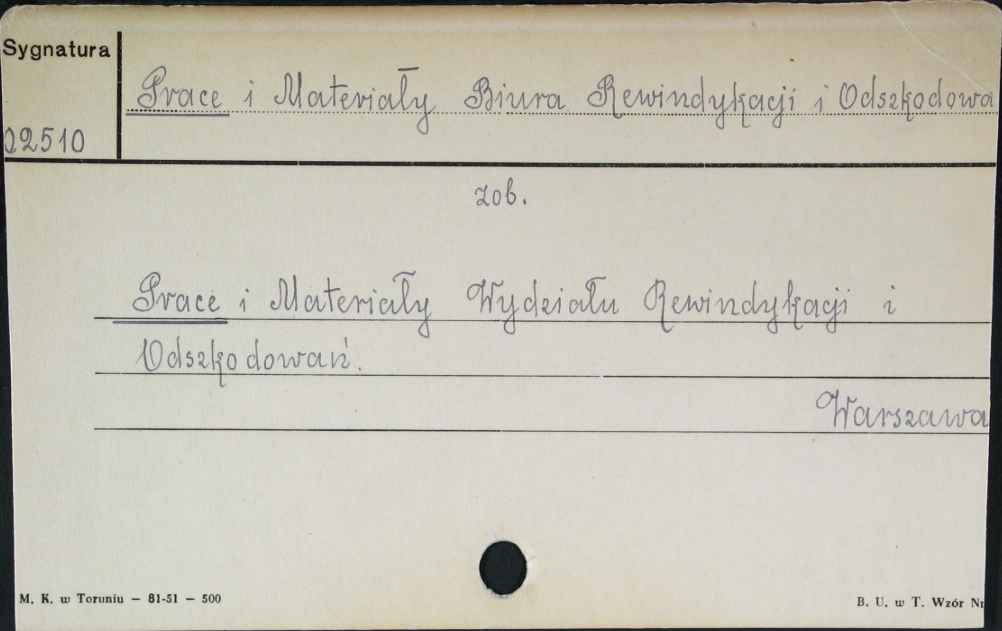 Sygnatura
Prace i Materiały Biura Rewindykacji i Odszkodowa
02510
zob.
Prace i Materiały Wydziału Rewindykacji i
Odszkodowań.
Warszawa
M. K. w Toruniu — 81-51 — 500
B. U. w T. Wzór Nr